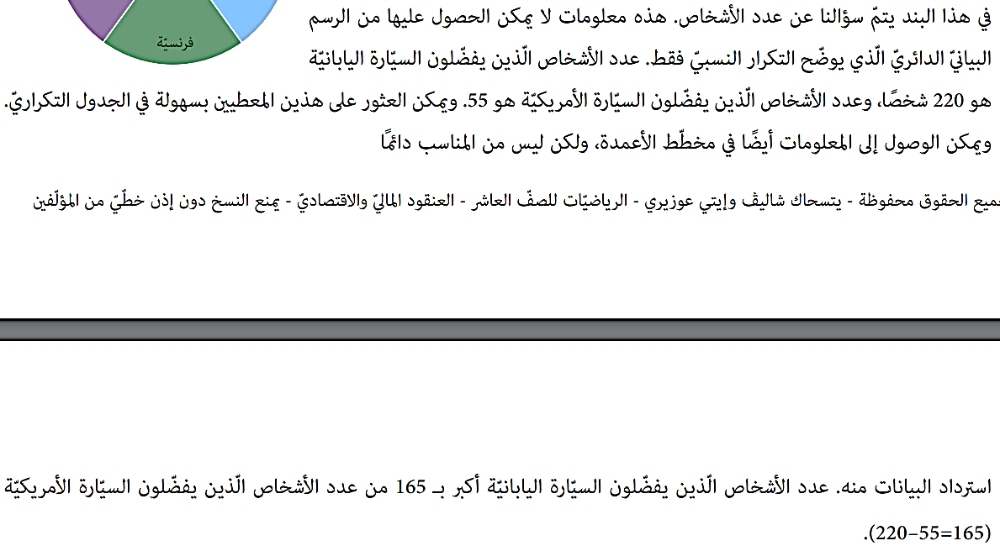 فرنسيّة
في هذا البند يتمّ سؤالنا عن عدد الأشخاص. هذه معلومات لا يمكن الحصول عليها من الرسم
البيانيّ الدائريّ الّذي يوضّح التكرار النسبيّ فقط. عدد الأشخاص الّذين يفضّلون السيّارة اليابانيّة
هو 220 شخصًا، وعدد الأشخاص الّذين يفضّلون السيّارة الأمريكيّة هو 55. ويمكن العثور على هذين المعطيين بسهولة في الجدول التكراريّ.
ويمكن الوصول إلى المعلومات أيضًا في مخطّط الأعمدة، ولكن ليس من المناسب دائمًا
جميع الحقوق محفوظة - يتسحاك شاليڤ وإيتي عوزيري - الرياضيّات للصفّ العاشر - العنقود الماليّ والاقتصاديّ - يمنع النسخ دون إذن خطّيّ من المؤلّفين
استرداد البيانات منه. عدد الأشخاص الّذين يفضّلون السيّارة اليابانيّة أكبر بـ 165 من عدد الأشخاص الّذين يفضّلون السيّارة الأمريكيّة
(220–55=165).